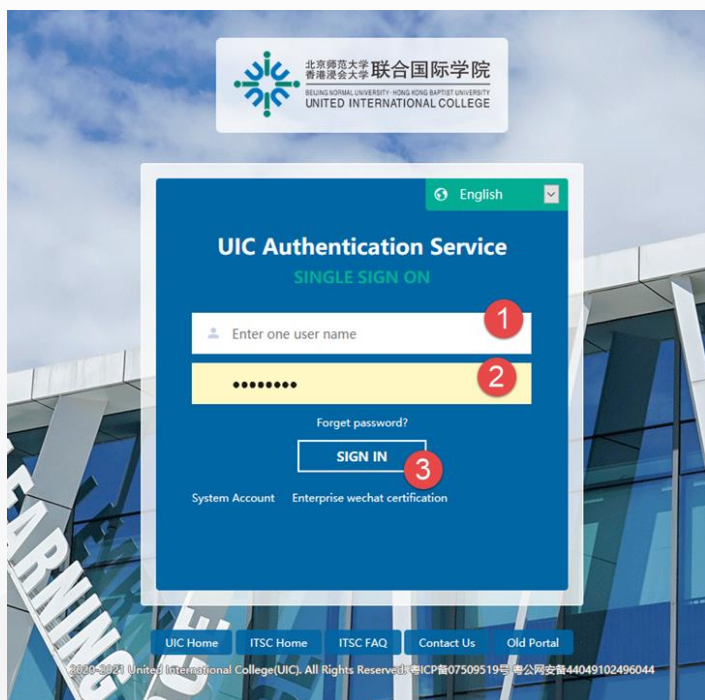 北京师范大学
香港浸会大学 联合国际学院
BEIJING NORMAL UNIVERSITY · HONG KONG BAPTIST UNIVERSITY
UNITED INTERNATIONAL COLLEGE
English
UIC Authentication Service
SINGLE SIGN ON
Enter one user name 1
•••••••• 2
Forget password?
SIGN IN 3
System Account Enterprise wechat certification
LEARNING
UIC Home ITSC Home ITSC FAQ Contact Us Old Portal
2020-2021 United International College(UIC). All Rights Reserved. 粤ICP备07509519号 粤公网安备44049102496044